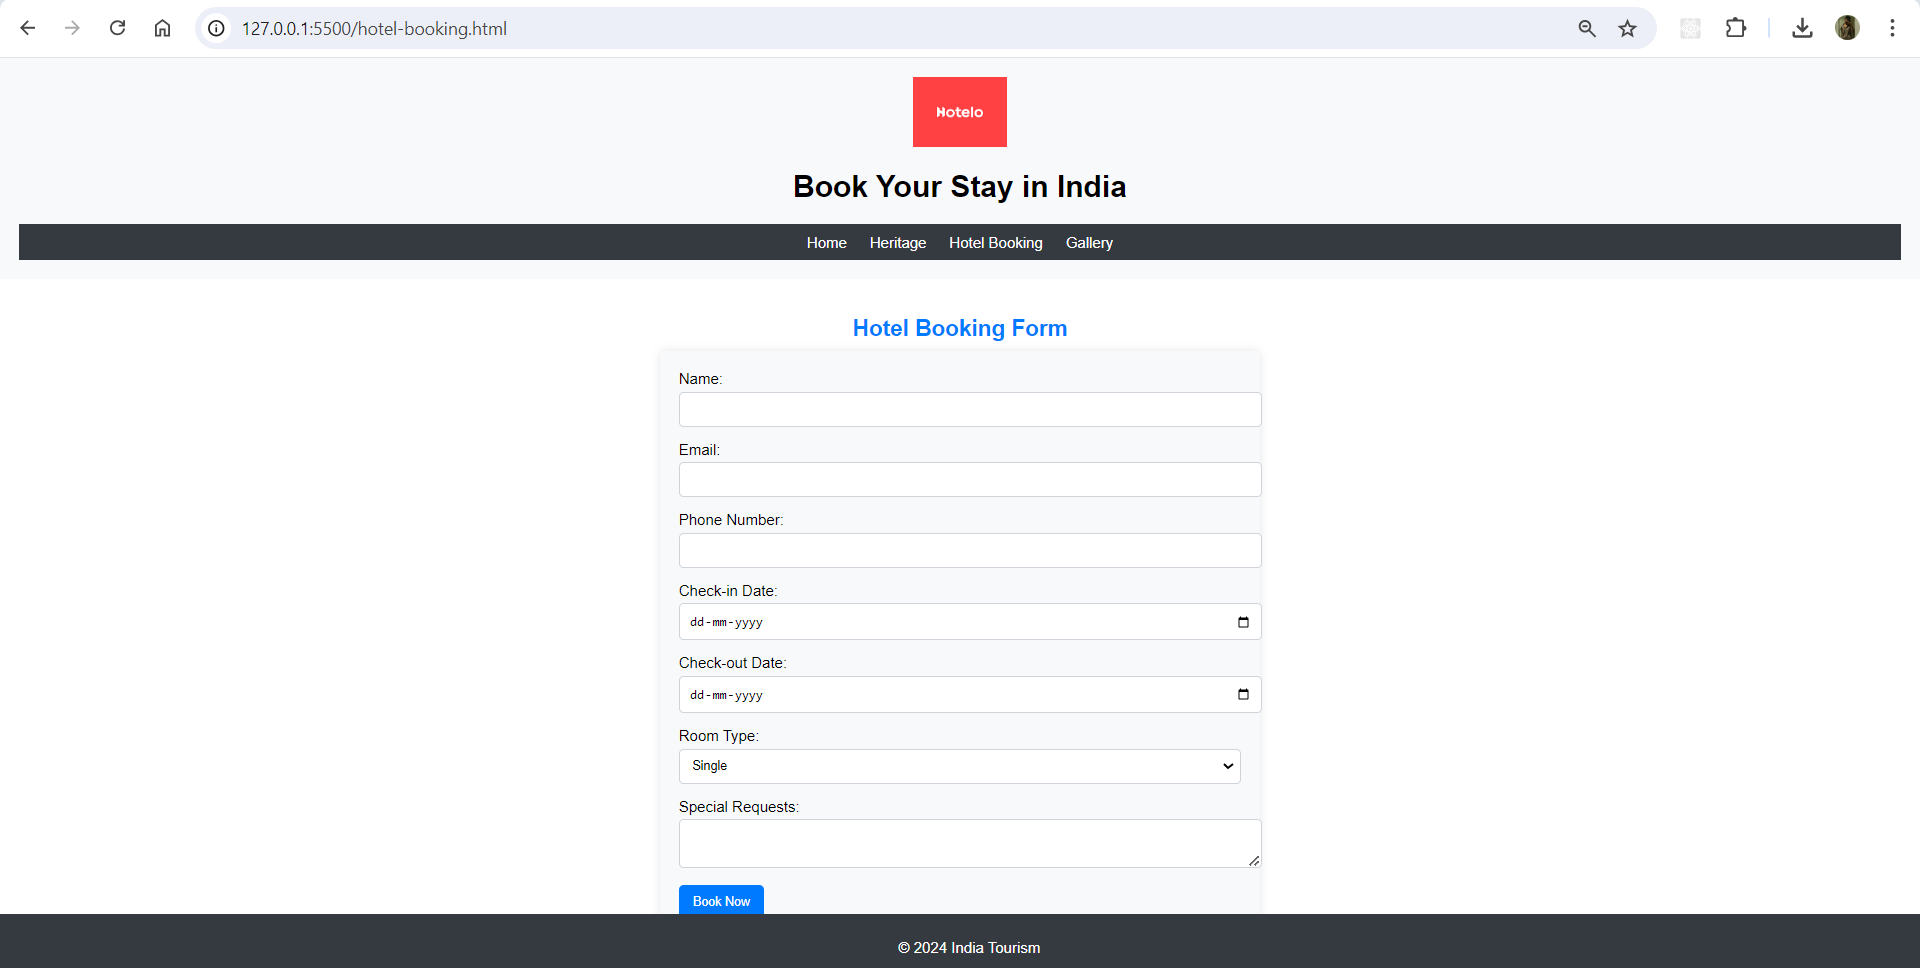 127.0.0.1:5500/hotel-booking.html
Hotelo
Book Your Stay in India
Home Heritage Hotel Booking Gallery
Hotel Booking Form
Name:
Email:
Phone Number:
Check-in Date:
dd-mm-yyyy
Check-out Date:
dd-mm-yyyy
Room Type:
Single
Special Requests:
Book Now
© 2024 India Tourism